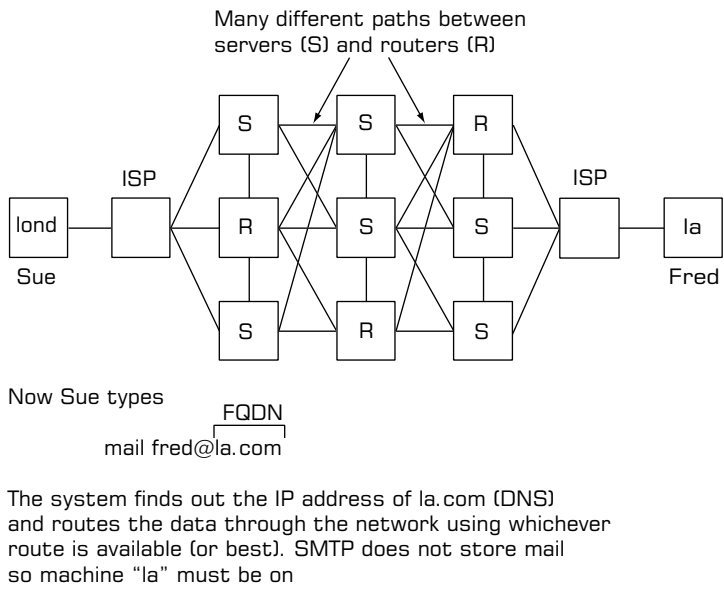 Many different paths between
servers (S) and routers (R)
S
S
R
ISP
ISP
lond
R
S
S
la
Sue
Fred
S
R
S
Now Sue types
FQDN
mail fred@la.com
The system finds out the IP address of la.com (DNS)
and routes the data through the network using whichever
route is available (or best). SMTP does not store mail
so machine “la” must be on